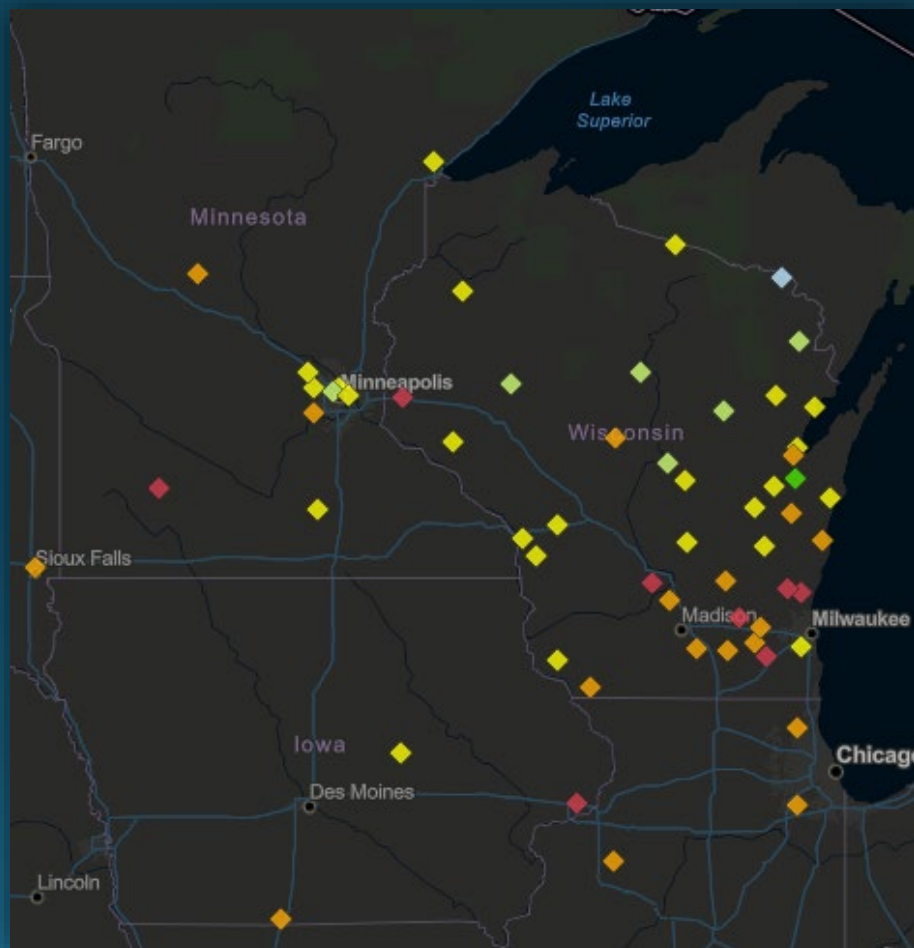 Lake
Superior
Fargo
Minnesota
Minneapolis
Wisconsin
Sioux Falls
Madison
Milwaukee
Iowa
Chicago
Des Moines
Lincoln